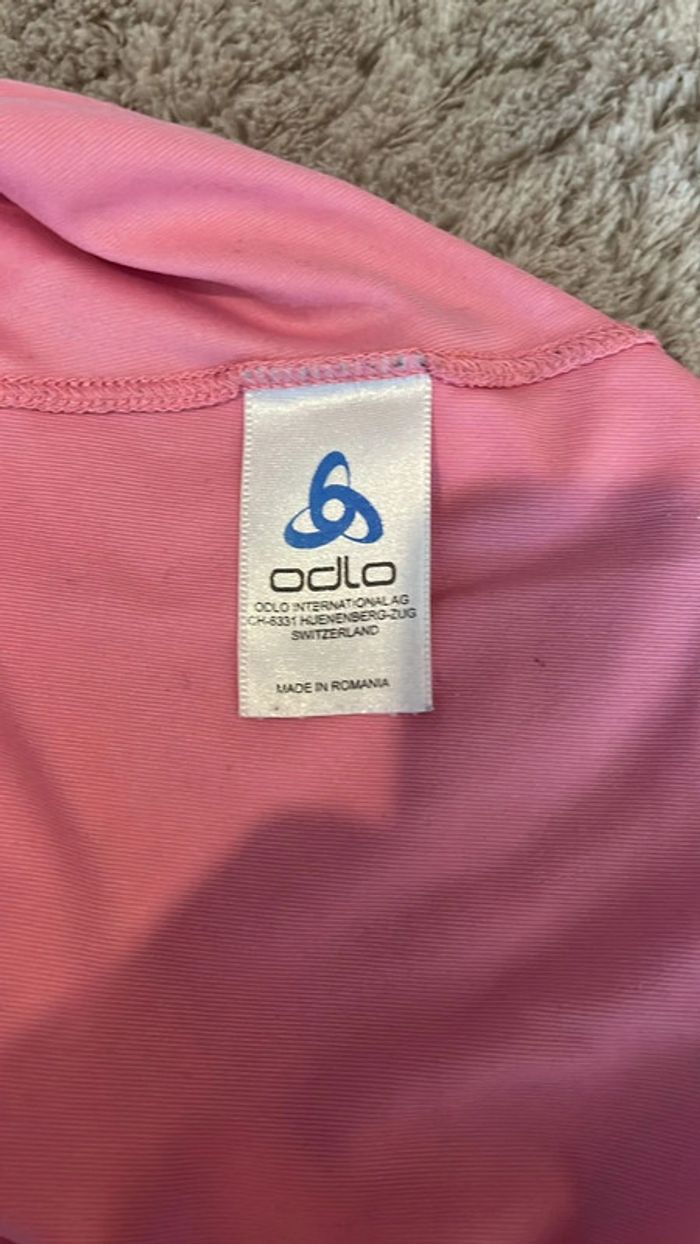 odlo
ODLO INTERNATIONAL AG
CH-6331 HUENENBERG-ZUG
SWITZERLAND
MADE IN ROMANIA